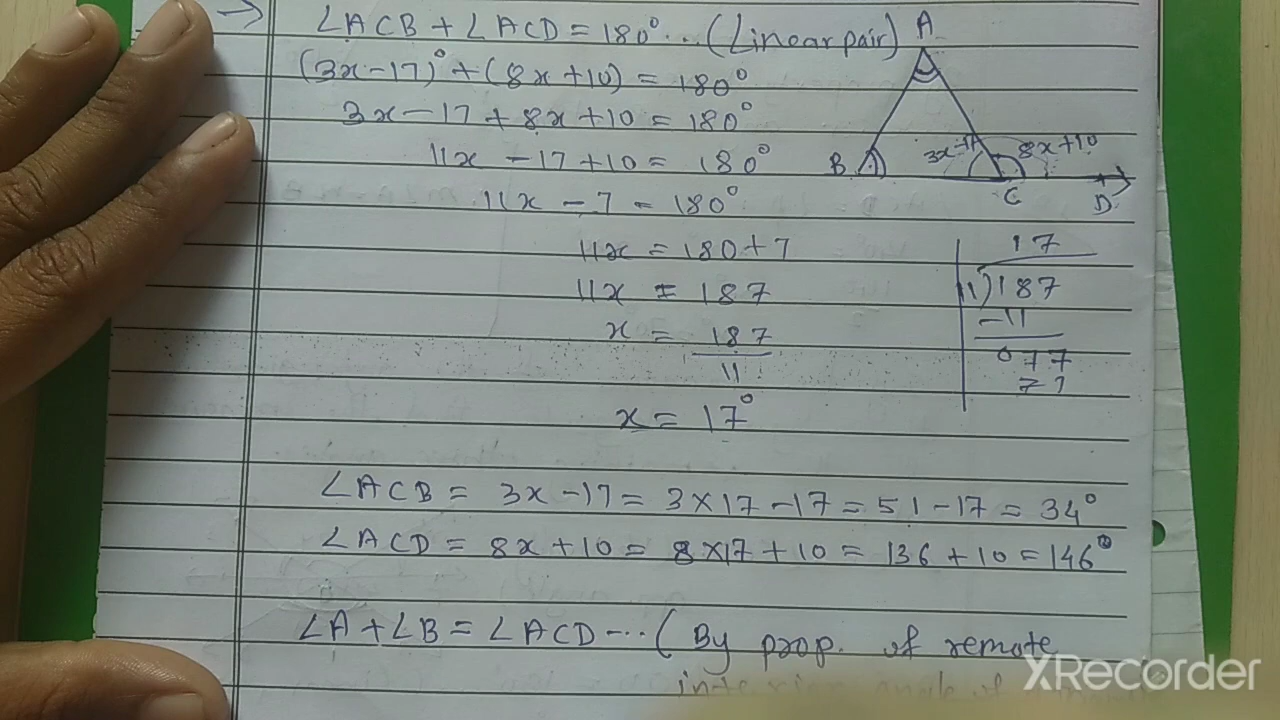 → ∠ACB + ∠ACD = 180° ... (Linear pair)
(3x-17)° + (8x+10) = 180°
3x - 17 + 8x + 10 = 180°
11x - 17 + 10 = 180°
11x - 7 = 180°
11x = 180 + 7
11x = 187
x = 187
11
x = 17°
A
B
3x-17
8x+10
C
D
17
11)187
-11
077
77
∠ACB = 3x - 17 = 3×17 - 17 = 51 - 17 = 34°
∠ACD = 8x + 10 = 8×17 + 10 = 136 + 10 = 146°
∠A + ∠B = ∠ACD ... (By prop. of remote
interior angle of
XRecorder